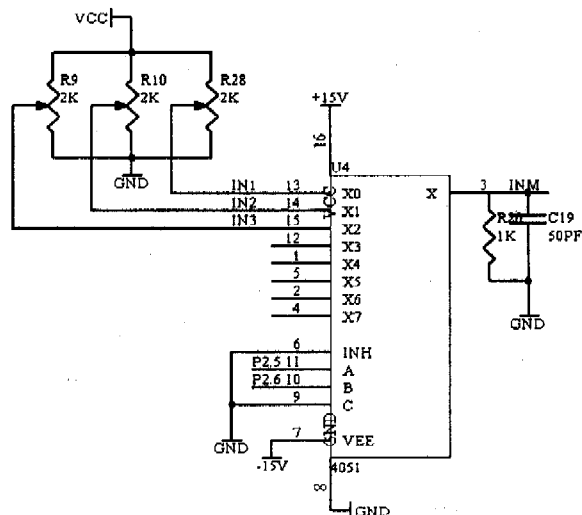 VCC
R9
2K
R10
2K
R28
2K
GND
+15V
16
U4
VCC
IN1 13 X0
IN2 14 X1
IN3 15 X2
12 X3
1 X4
5 X5
2 X6
4 X7
X 3 INM
R20
1K
C19
50PF
GND
6 INH
P2.5 11 A
P2.6 10 B
9 C
GND
GND
7 VEE
-15V
4051
8
GND